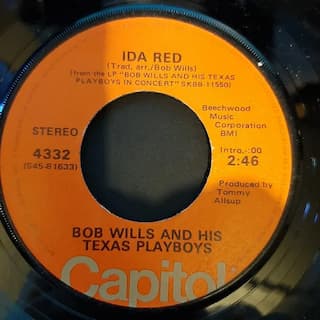 IDA RED
(Trad. arr./Bob Wills)
(from the LP "BOB WILLS AND HIS TEXAS
PLAYBOYS IN CONCERT" SKBB-11550)
Beechwood
Music
Corporation
BMI
STEREO
4332
(S45-81633)
Intro.-:00
2:46
Produced by
Tommy
Allsup
BOB WILLS AND HIS
TEXAS PLAYBOYS
Capitol